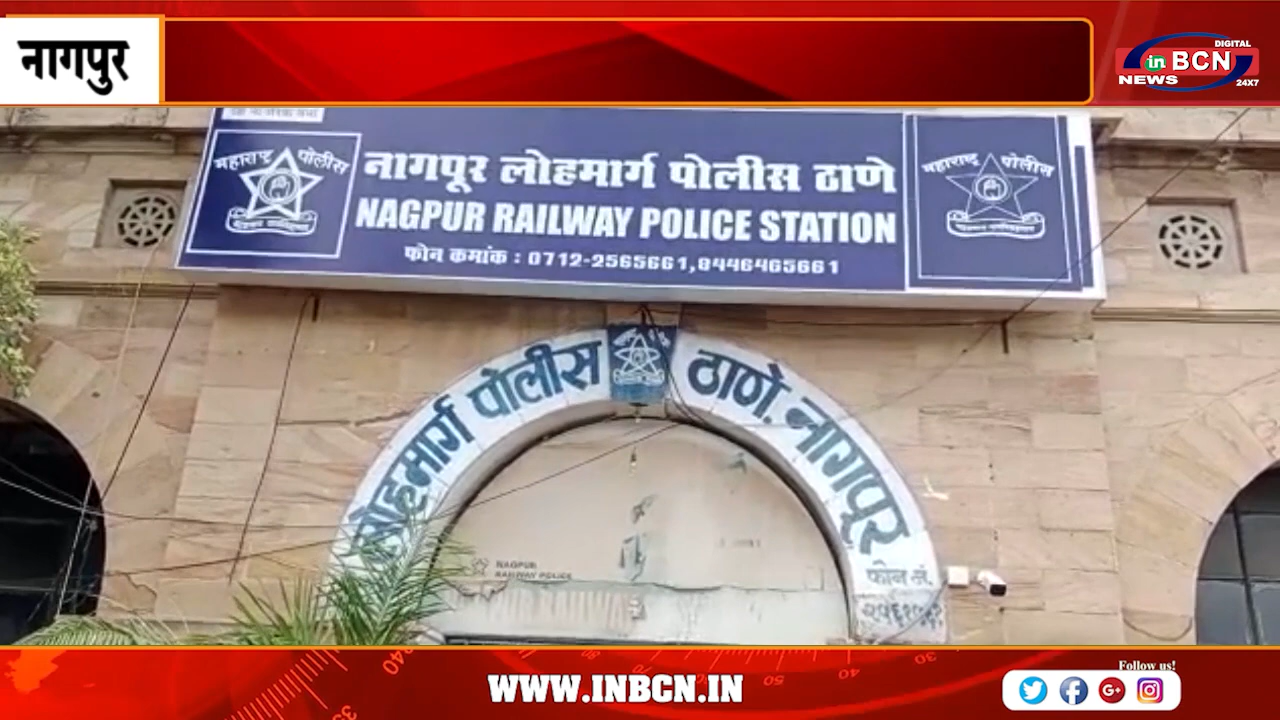 नागपुर
DIGITAL
in BCN
NEWS 24X7
महाराष्ट्र पोलीस
नागपूर लोहमार्ग पोलीस ठाणे
NAGPUR RAILWAY POLICE STATION
फोन कमांक : 0712-2565661,8446465661
महाराष्ट्र पोलीस
लोहमार्ग पोलीस ठाणे. नागपूर
फोन नं.
NAGPUR
RAILWAY POLICE
WWW.INBCN.IN
Follow us!